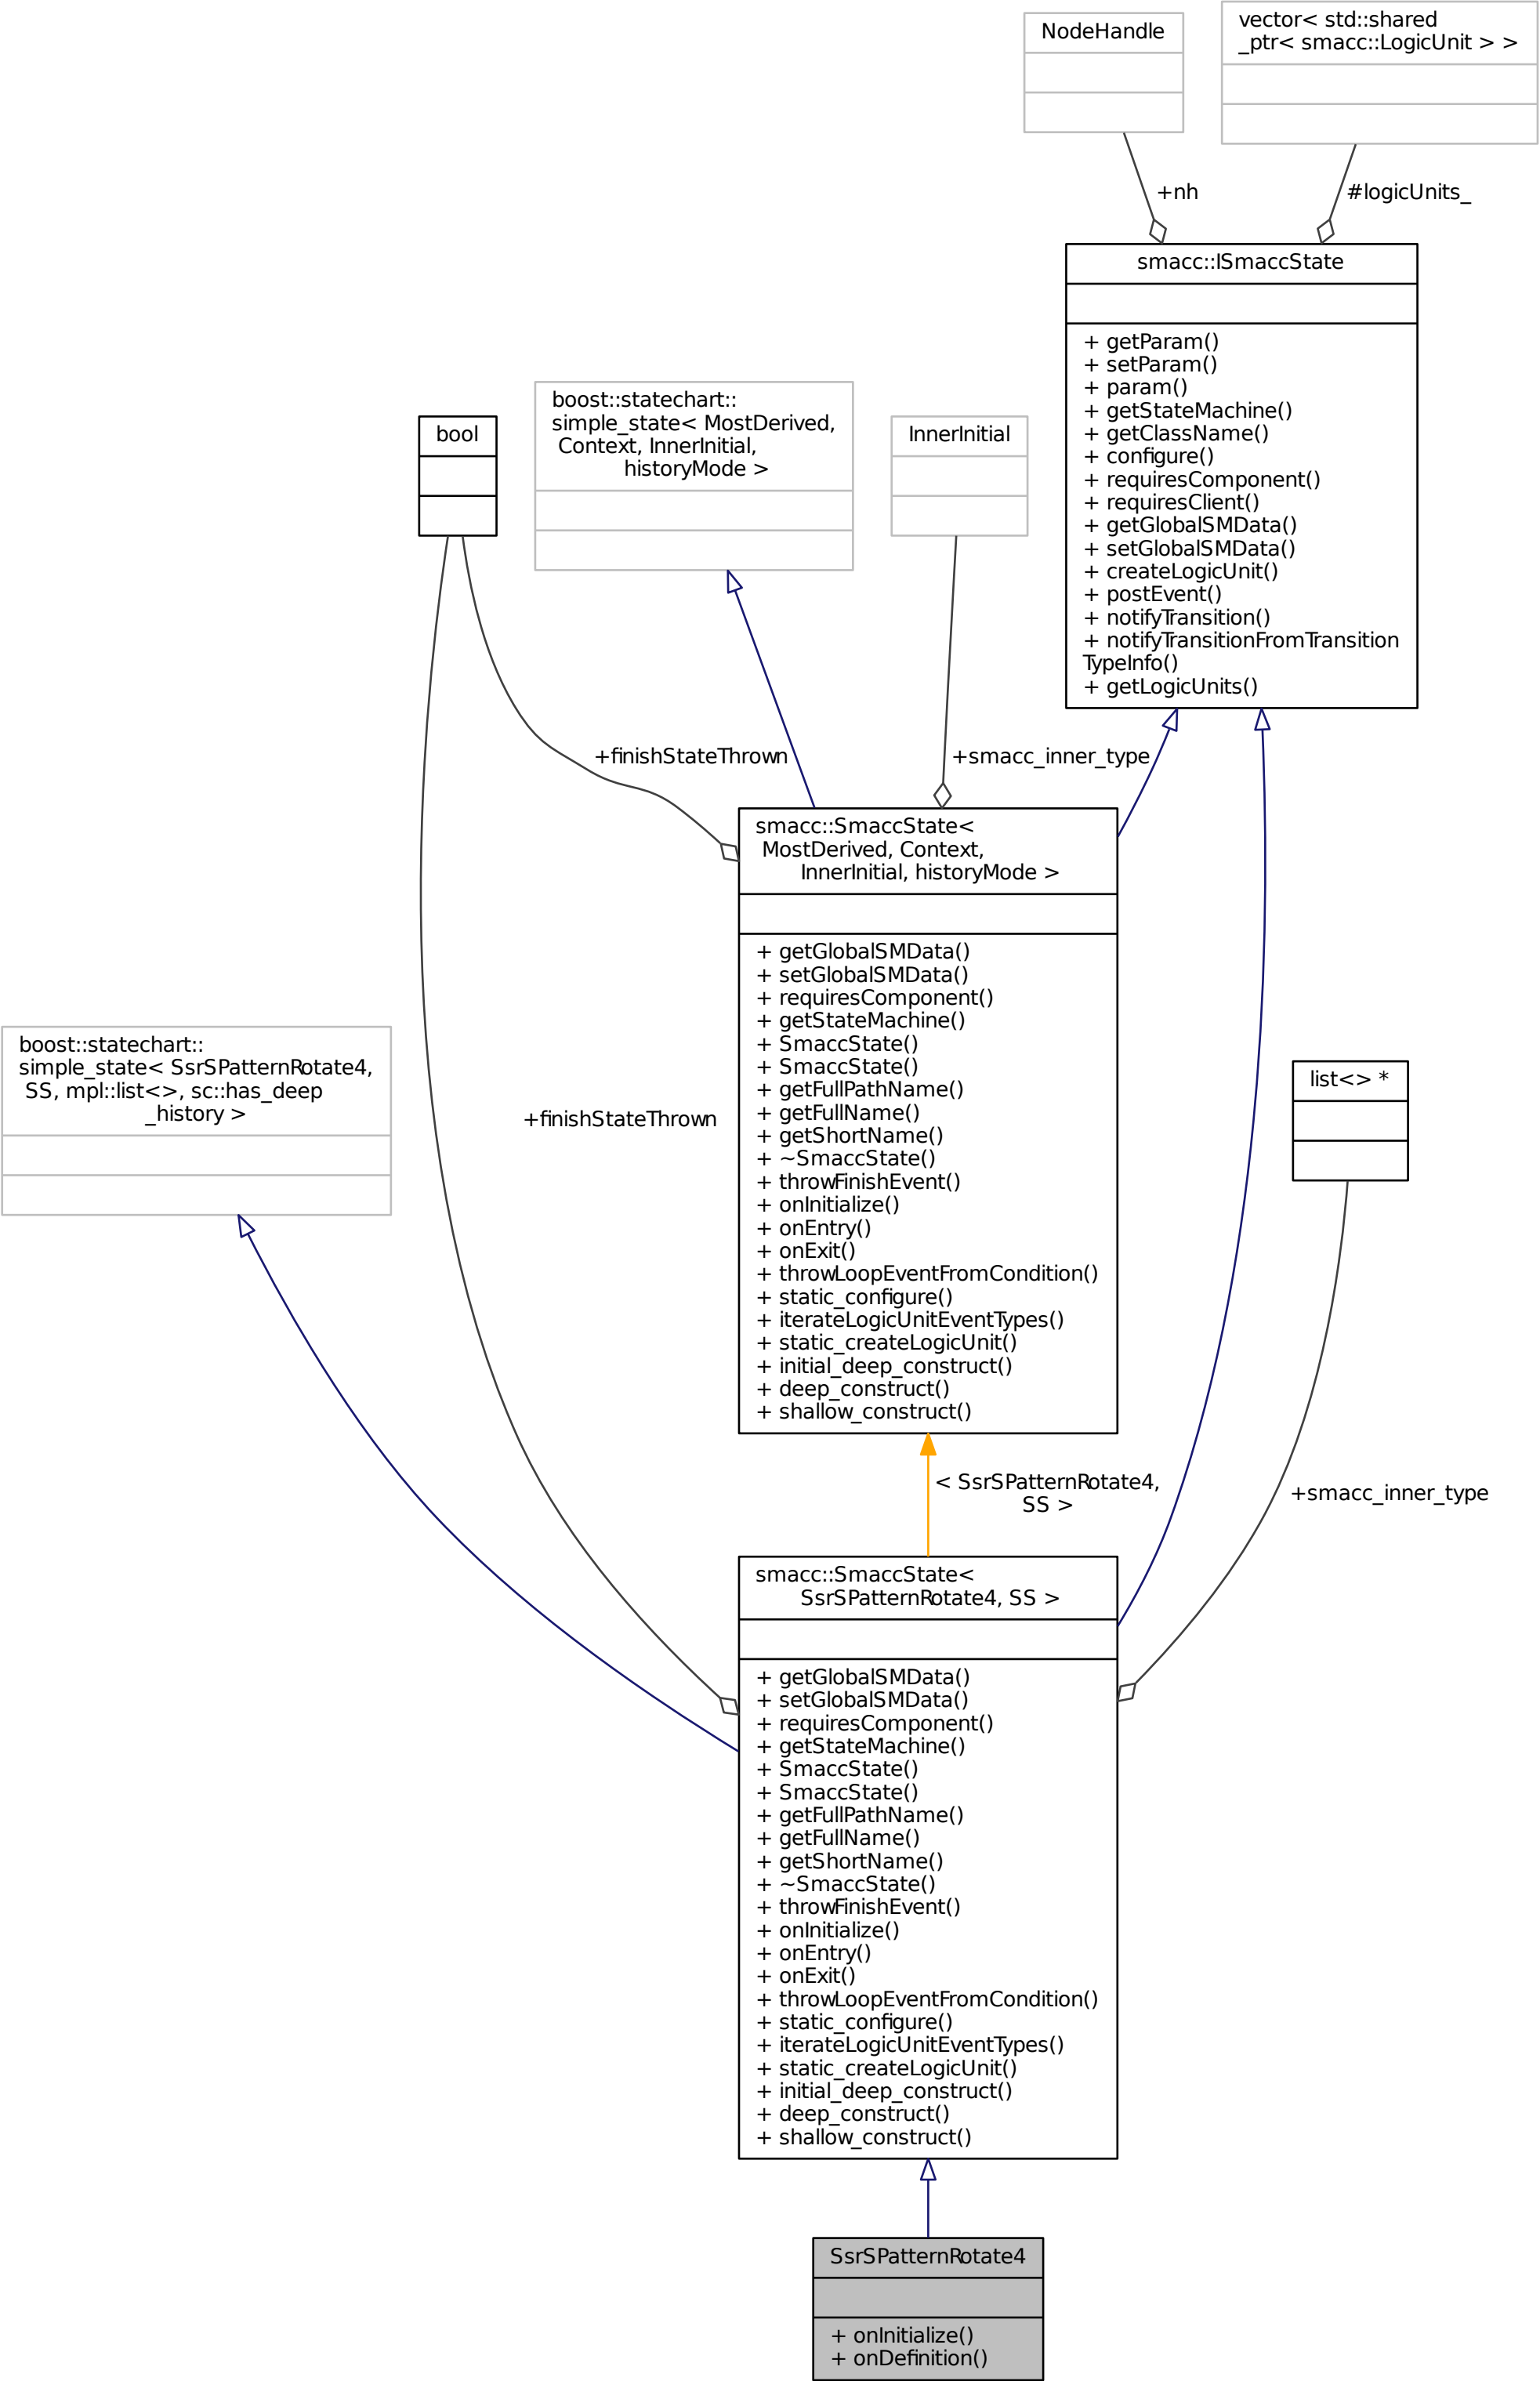 NodeHandle
vector< std::shared
_ptr< smacc::LogicUnit > >
+nh
#logicUnits_
smacc::ISmaccState
+ getParam()
+ setParam()
+ param()
+ getStateMachine()
+ getClassName()
+ configure()
+ requiresComponent()
+ requiresClient()
+ getGlobalSMData()
+ setGlobalSMData()
+ createLogicUnit()
+ postEvent()
+ notifyTransition()
+ notifyTransitionFromTransition
TypeInfo()
+ getLogicUnits()
bool
boost::statechart::
simple_state< MostDerived,
Context, InnerInitial,
historyMode >
InnerInitial
+finishStateThrown
+smacc_inner_type
smacc::SmaccState<
MostDerived, Context,
InnerInitial, historyMode >
+ getGlobalSMData()
+ setGlobalSMData()
+ requiresComponent()
+ getStateMachine()
+ SmaccState()
+ SmaccState()
+ getFullPathName()
+ getFullName()
+ getShortName()
+ ~SmaccState()
+ throwFinishEvent()
+ onInitialize()
+ onEntry()
+ onExit()
+ throwLoopEventFromCondition()
+ static_configure()
+ iterateLogicUnitEventTypes()
+ static_createLogicUnit()
+ initial_deep_construct()
+ deep_construct()
+ shallow_construct()
boost::statechart::
simple_state< SsrSPatternRotate4,
SS, mpl::list<>, sc::has_deep
_history >
+finishStateThrown
list<> *
< SsrSPatternRotate4,
SS >
+smacc_inner_type
smacc::SmaccState<
SsrSPatternRotate4, SS >
+ getGlobalSMData()
+ setGlobalSMData()
+ requiresComponent()
+ getStateMachine()
+ SmaccState()
+ SmaccState()
+ getFullPathName()
+ getFullName()
+ getShortName()
+ ~SmaccState()
+ throwFinishEvent()
+ onInitialize()
+ onEntry()
+ onExit()
+ throwLoopEventFromCondition()
+ static_configure()
+ iterateLogicUnitEventTypes()
+ static_createLogicUnit()
+ initial_deep_construct()
+ deep_construct()
+ shallow_construct()
SsrSPatternRotate4
+ onInitialize()
+ onDefinition()